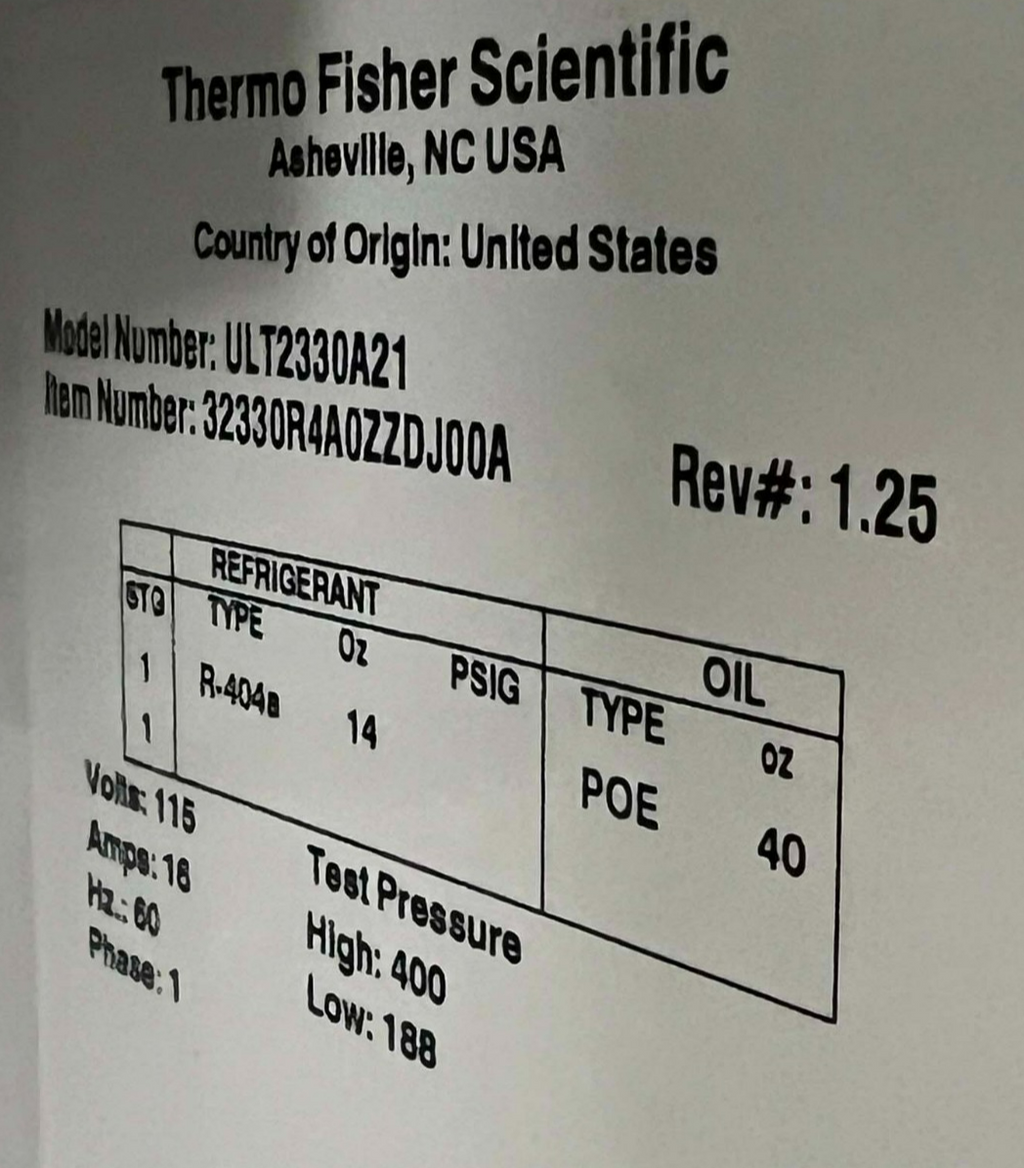 Thermo Fisher Scientific
Asheville, NC USA
Country of Origin: United States
Model Number: ULT2330A21
Item Number: 32330R4A0ZZDJ00A
Rev#: 1.25
REFRIGERANT OIL
STG TYPE Oz PSIG TYPE oz
1 R-404a 14 POE 40
1
Volts: 115
Amps: 16
Hz.: 60
Phase: 1
Test Pressure
High: 400
Low: 188